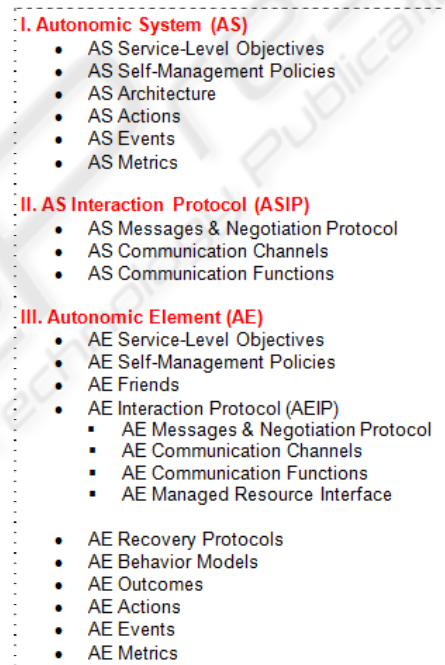 I. Autonomic System (AS)
• AS Service-Level Objectives
• AS Self-Management Policies
• AS Architecture
• AS Actions
• AS Events
• AS Metrics
II. AS Interaction Protocol (ASIP)
• AS Messages & Negotiation Protocol
• AS Communication Channels
• AS Communication Functions
III. Autonomic Element (AE)
• AE Service-Level Objectives
• AE Self-Management Policies
• AE Friends
• AE Interaction Protocol (AEIP)
▪ AE Messages & Negotiation Protocol
▪ AE Communication Channels
▪ AE Communication Functions
▪ AE Managed Resource Interface
• AE Recovery Protocols
• AE Behavior Models
• AE Outcomes
• AE Actions
• AE Events
• AE Metrics